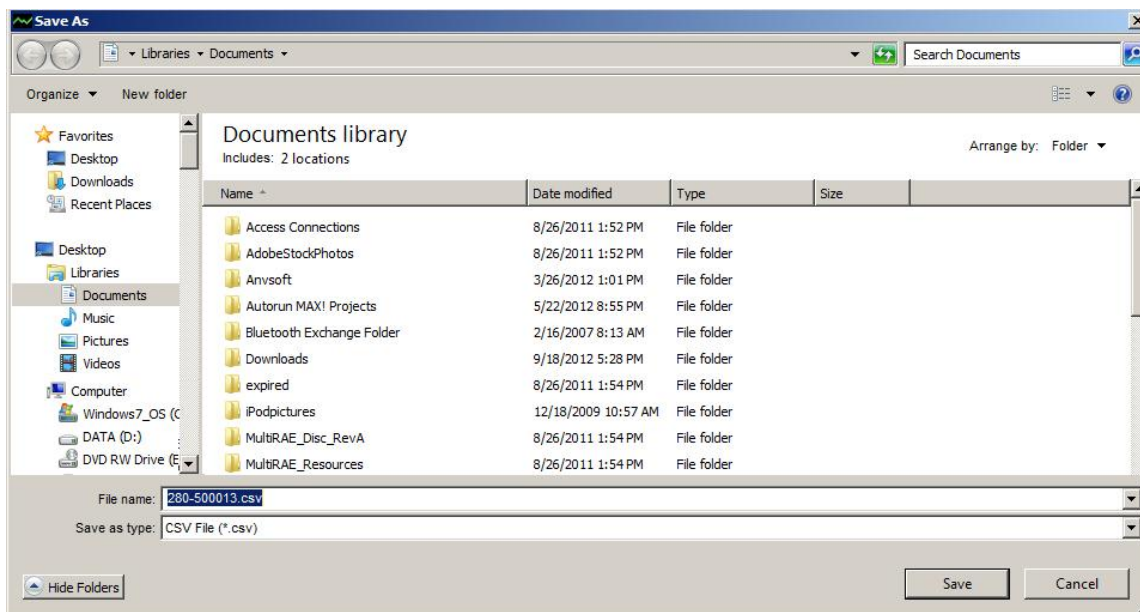 Save As
Libraries Documents
Search Documents
Organize New folder
Favorites
Desktop
Downloads
Recent Places
Desktop
Libraries
Documents
Music
Pictures
Videos
Computer
Windows7_OS (C
DATA (D:)
DVD RW Drive (E
Documents library
Includes: 2 locations
Arrange by: Folder
Name Date modified Type Size
Access Connections 8/26/2011 1:52 PM File folder
AdobeStockPhotos 8/26/2011 1:52 PM File folder
Anvsoft 3/26/2012 1:01 PM File folder
Autorun MAX! Projects 5/22/2012 8:55 PM File folder
Bluetooth Exchange Folder 2/16/2007 8:13 AM File folder
Downloads 9/18/2012 5:28 PM File folder
expired 8/26/2011 1:54 PM File folder
iPodpictures 12/18/2009 10:57 AM File folder
MultiRAE_Disc_RevA 8/26/2011 1:54 PM File folder
MultiRAE_Resources 8/26/2011 1:54 PM File folder
File name: 280-500013.csv
Save as type: CSV File (*.csv)
Hide Folders
Save Cancel